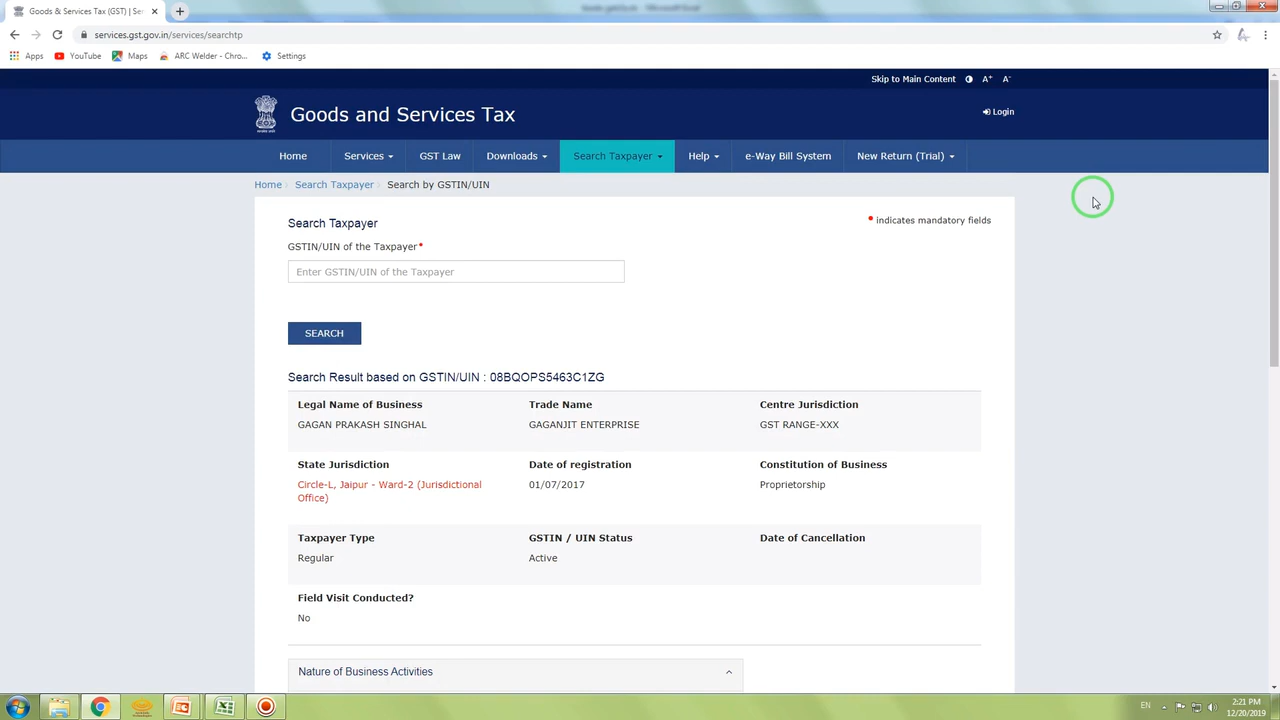 Goods & Services Tax (GST) | Ser
services.gst.gov.in/services/searchtp
Apps YouTube Maps ARC Welder - Chro... Settings
Skip to Main Content A+ A-
Goods and Services Tax
Login
Home Services GST Law Downloads Search Taxpayer Help e-Way Bill System New Return (Trial)
Home Search Taxpayer Search by GSTIN/UIN
Search Taxpayer
• indicates mandatory fields
GSTIN/UIN of the Taxpayer•
Enter GSTIN/UIN of the Taxpayer
SEARCH
Search Result based on GSTIN/UIN : 08BQOPS5463C1ZG
Legal Name of Business Trade Name Centre Jurisdiction
GAGAN PRAKASH SINGHAL GAGANJIT ENTERPRISE GST RANGE-XXX
State Jurisdiction Date of registration Constitution of Business
Circle-L, Jaipur - Ward-2 (Jurisdictional 01/07/2017 Proprietorship
Office)
Taxpayer Type GSTIN / UIN Status Date of Cancellation
Regular Active
Field Visit Conducted?
No
Nature of Business Activities
EN 2:21 PM
12/20/2019